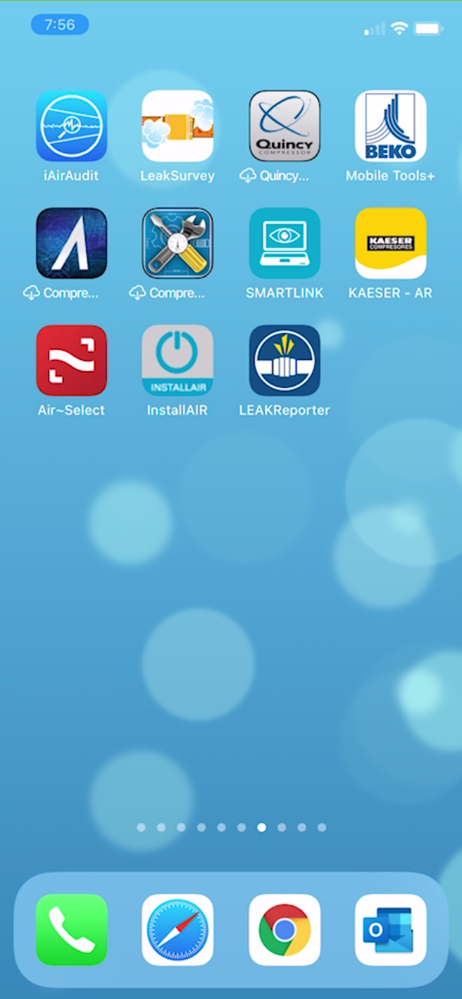 7:56
iAirAudit
LeakSurvey
Quincy
COMPRESSOR
Quincy...
BEKO
Mobile Tools+
Compre...
Compre...
SMARTLINK
KAESER
COMPRESORES
KAESER - AR
Air~Select
INSTALLAIR
InstallAIR
LEAKReporter
O